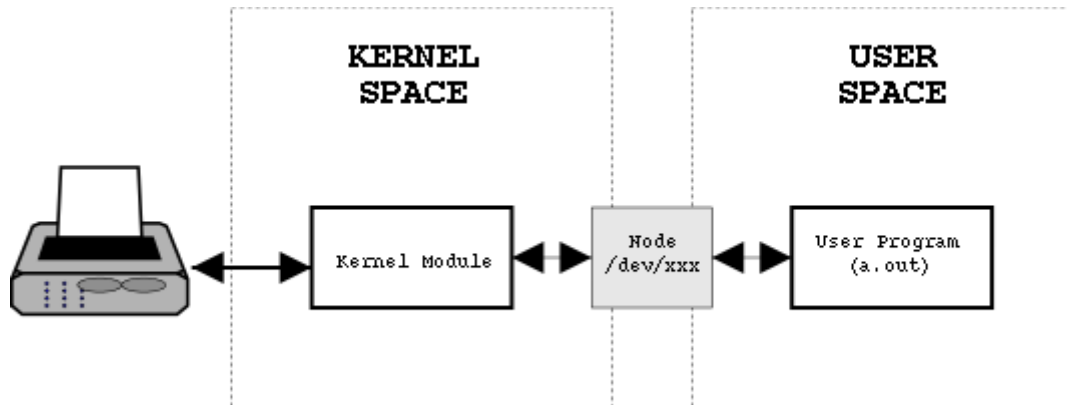 KERNEL
SPACE
USER
SPACE
Kernel Module
Node
/dev/xxx
User Program
(a.out)